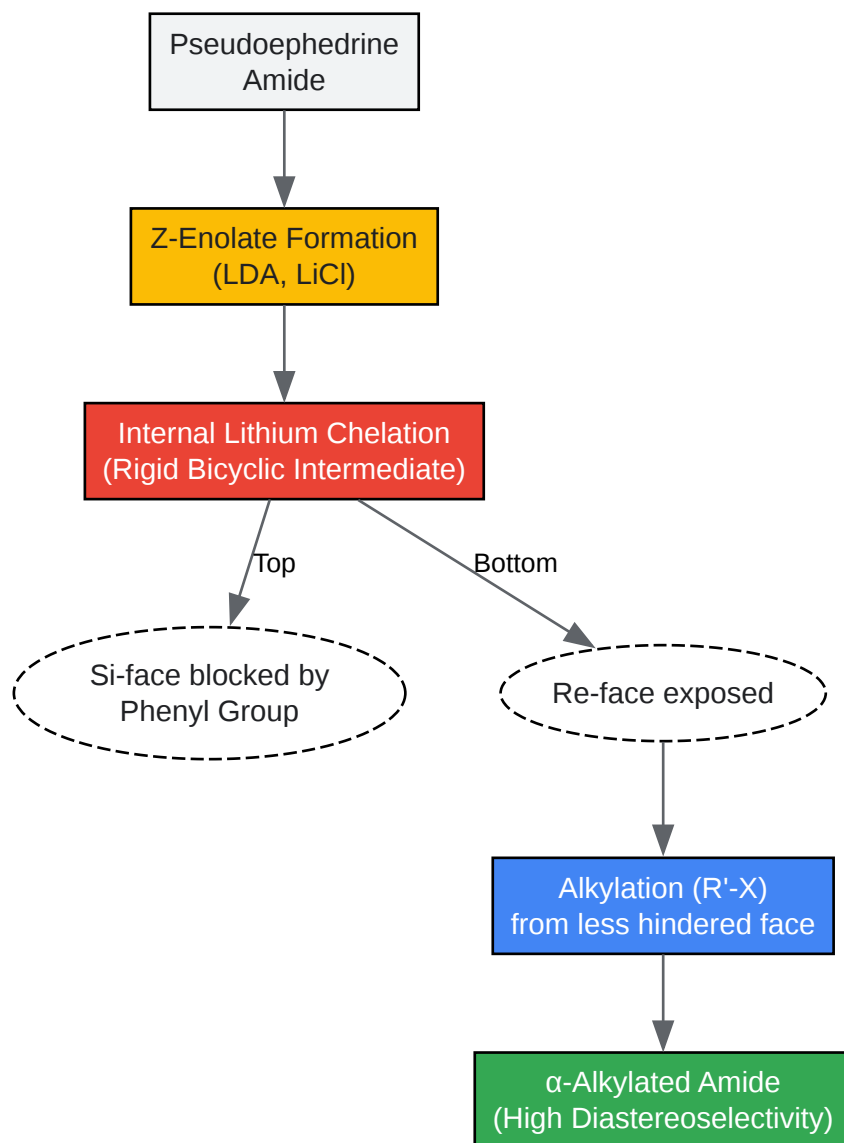 Pseudoephedrine
Amide
Z-Enolate Formation
(LDA, LiCl)
Internal Lithium Chelation
(Rigid Bicyclic Intermediate)
Top
Bottom
Si-face blocked by
Phenyl Group
Re-face exposed
Alkylation (R'-X)
from less hindered face
α-Alkylated Amide
(High Diastereoselectivity)